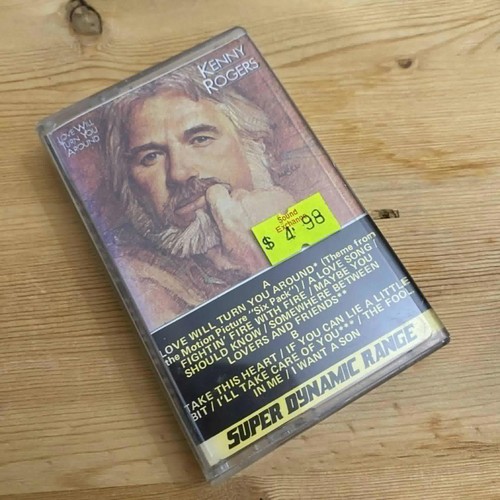 KENNY
ROGERS
LOVE WILL
TURN YOU
AROUND
Sound
$ 4.98
A
LOVE WILL TURN YOU AROUND* (Theme from
the Motion Picture "Six Pack") / A LOVE SONG /
FIGHTIN' FIRE WITH FIRE / MAYBE YOU
SHOULD KNOW / SOMEWHERE BETWEEN
LOVERS AND FRIENDS**
B
TAKE THIS HEART / IF YOU CAN LIE A LITTLE
BIT / I'LL TAKE CARE OF YOU*** / THE FOOL
IN ME / I WANT A SON
SUPER DYNAMIC RANGE